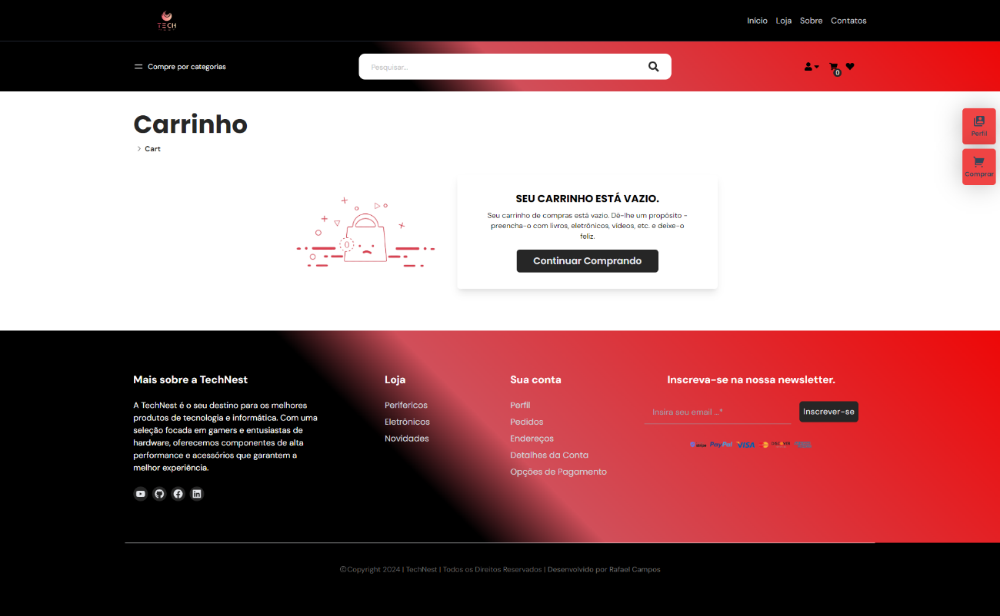 TECH
Início Loja Sobre Contatos
Compre por categorias
Pesquisar...
0
Carrinho
Cart
Perfil
Comprar
0
SEU CARRINHO ESTÁ VAZIO.
Seu carrinho de compras está vazio. Dê-lhe um propósito -
preencha-o com livros, eletrônicos, vídeos, etc. e deixe-o
feliz.
Continuar Comprando
Mais sobre a TechNest
A TechNest é o seu destino para os melhores
produtos de tecnologia e informática. Com uma
seleção focada em gamers e entusiastas de
hardware, oferecemos componentes de alta
performance e acessórios que garantem a
melhor experiência.
Loja
Perifericos
Eletrônicos
Novidades
Sua conta
Perfil
Pedidos
Endereços
Detalhes da Conta
Opções de Pagamento
Inscreva-se na nossa newsletter.
Insira seu email ...*
Inscrever-se
stripe PayPal VISA DISCOVER
©Copyright 2024 | TechNest | Todos os Direitos Reservados | Desenvolvido por Rafael Campos